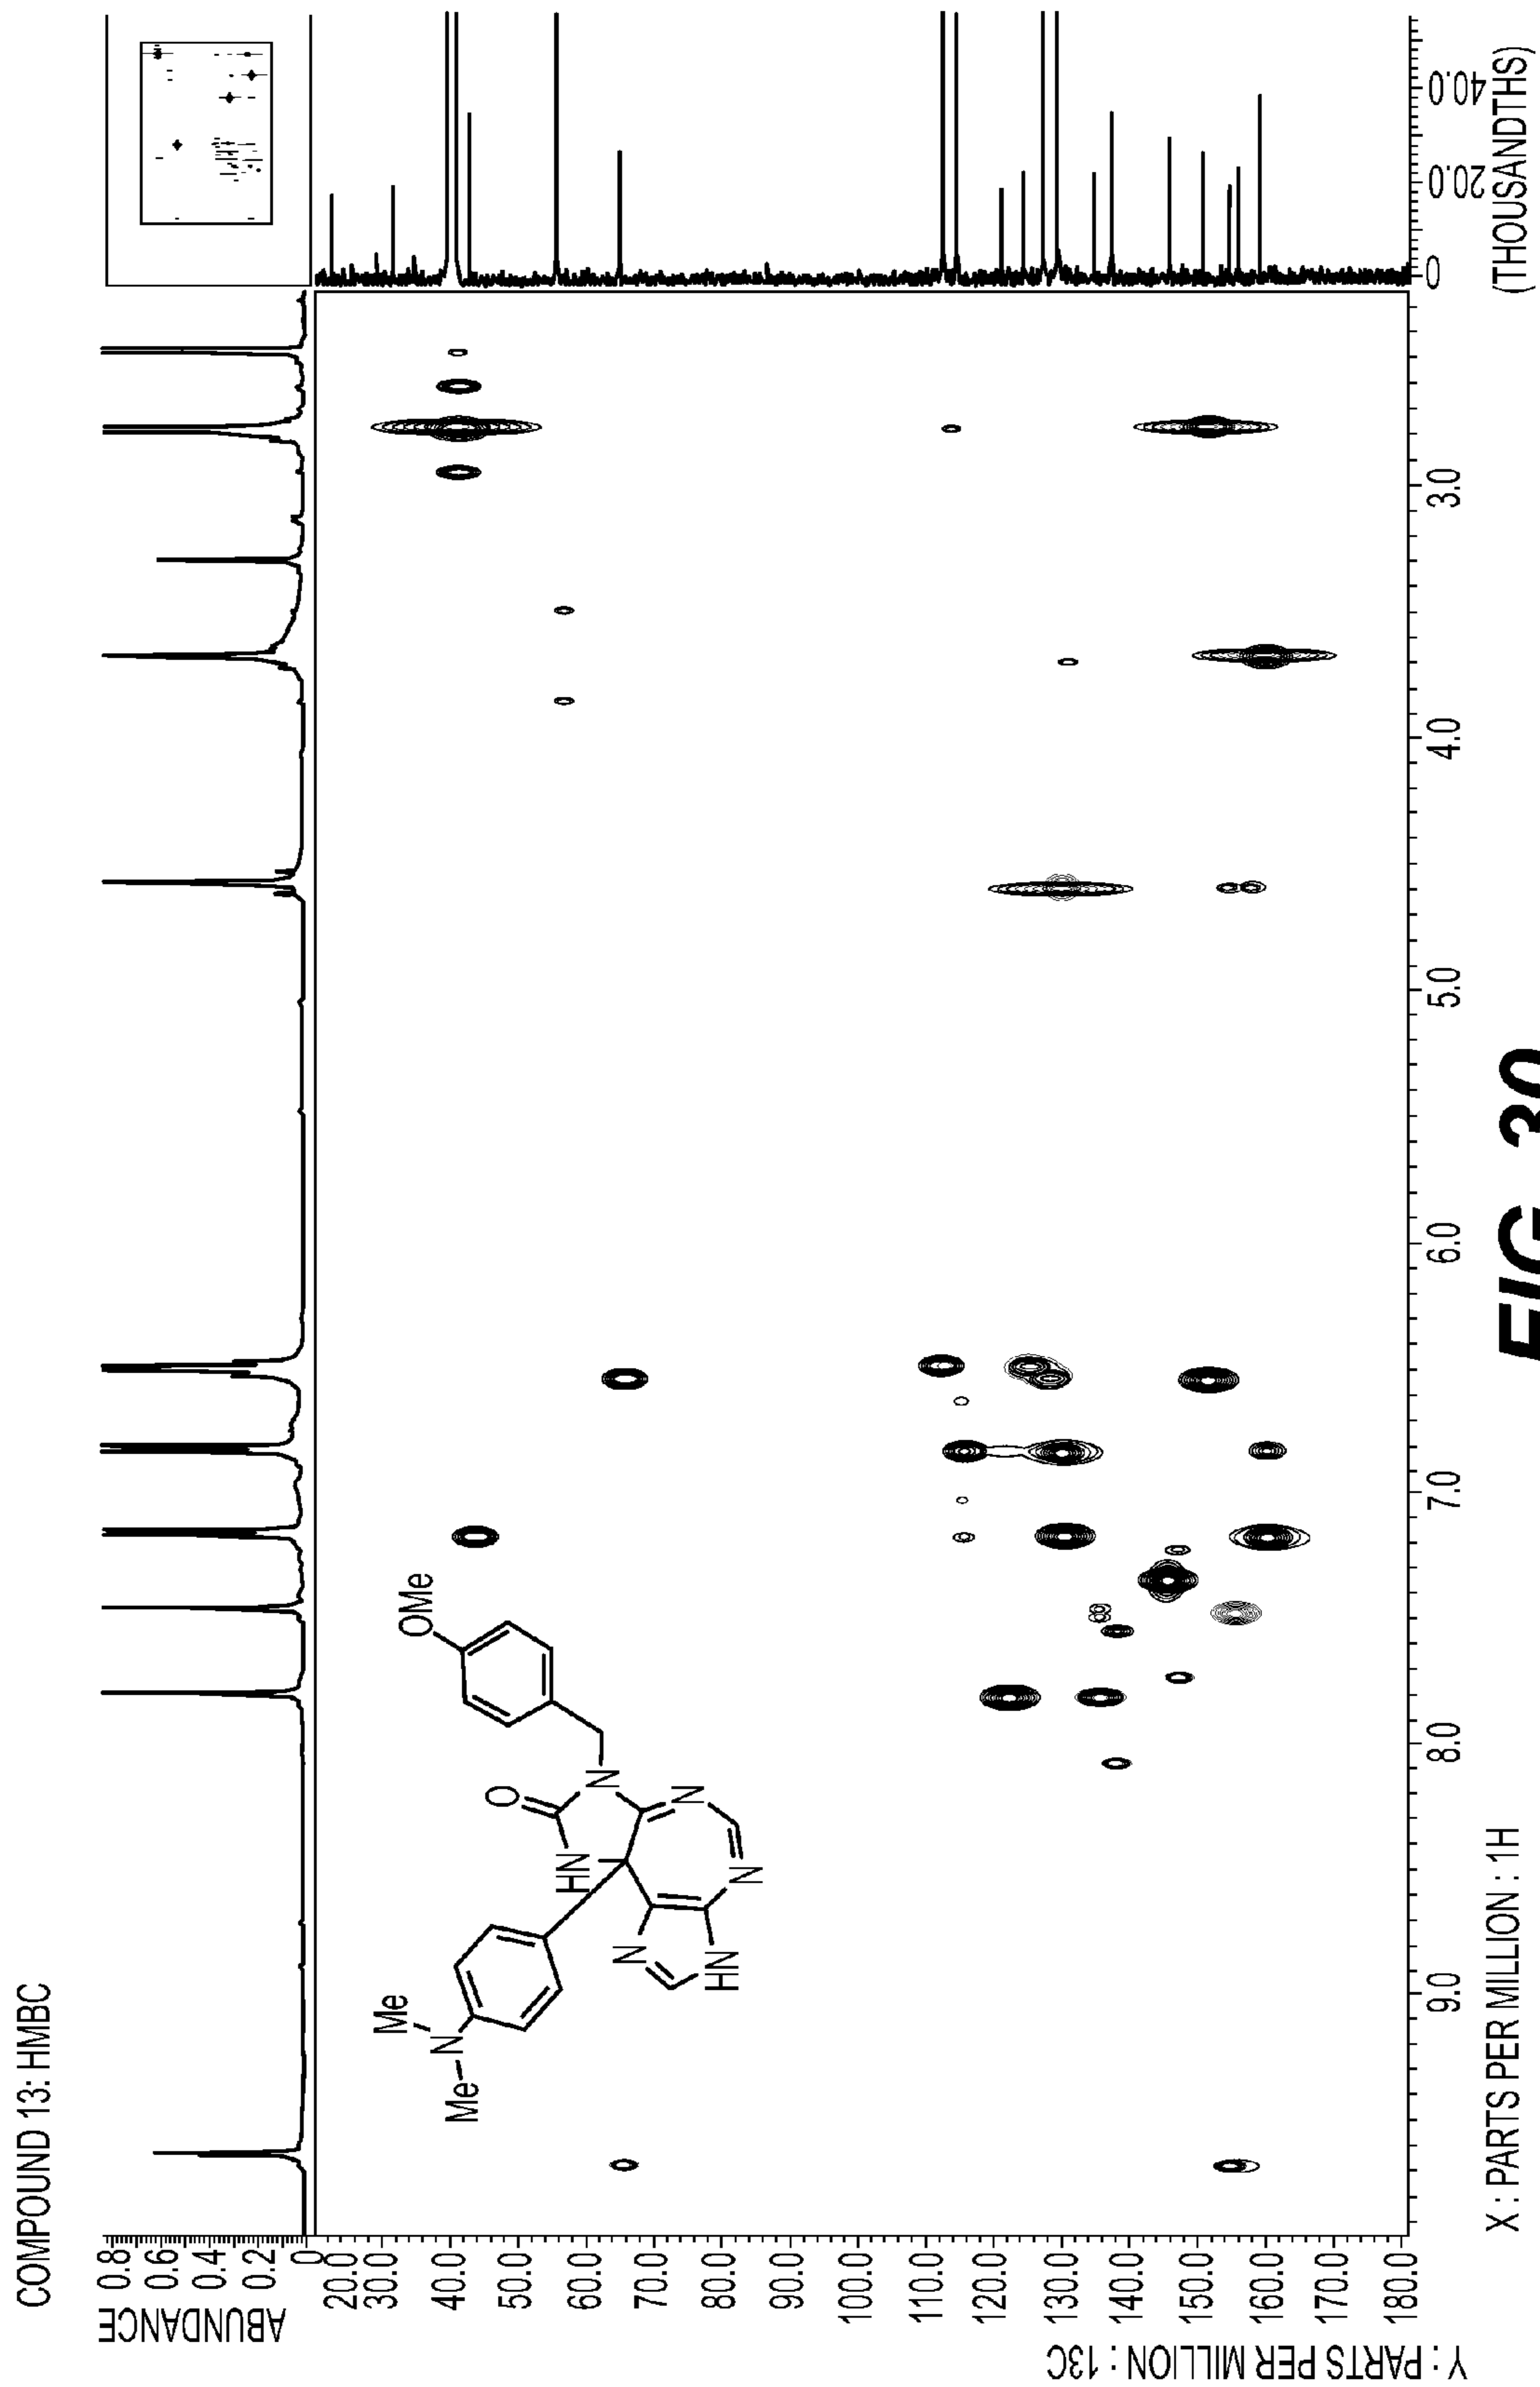 COMPOUND 13: HMBC
ABUNDANCE
0.8
0.6
0.4
0.2
0
20.0
30.0
40.0
50.0
60.0
70.0
80.0
90.0
100.0
110.0
120.0
130.0
140.0
150.0
160.0
170.0
180.0
Y : PARTS PER MILLION : 13C
Me
Me
N
HN
O
N
OMe
N
N
N
HN
9.0
8.0
7.0
6.0
5.0
4.0
3.0
X : PARTS PER MILLION : 1H
0
20.0
40.0
(THOUSANDTHS)
FIG. 30